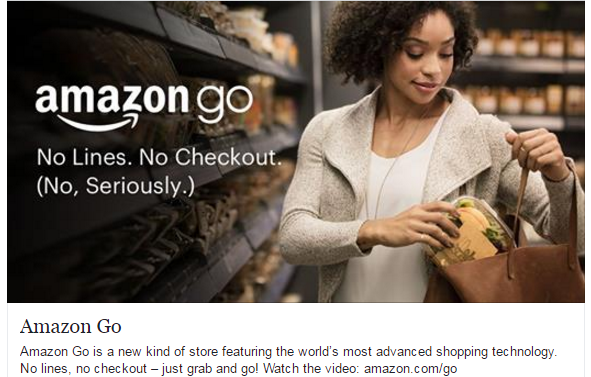 amazon go
No Lines. No Checkout.
(No, Seriously.)
Amazon Go
Amazon Go is a new kind of store featuring the world's most advanced shopping technology.
No lines, no checkout – just grab and go! Watch the video: amazon.com/go